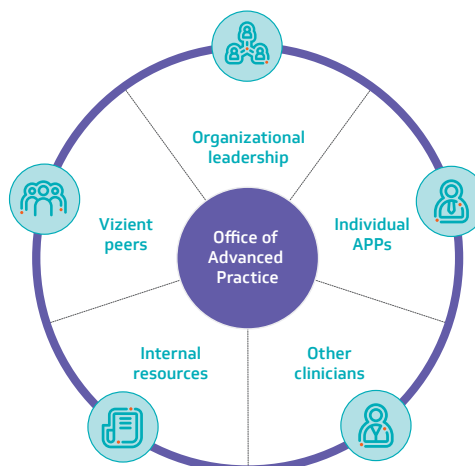 Organizational
leadership
Vizient
peers
Office of
Advanced
Practice
Individual
APPs
Internal
resources
Other
clinicians